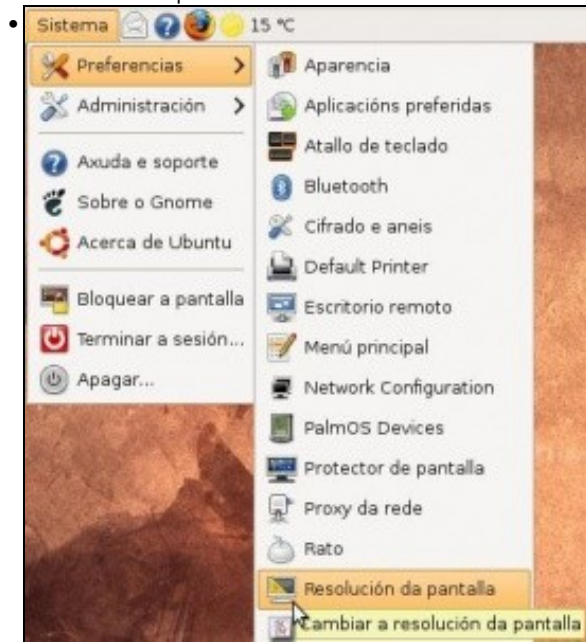 Sistema 15 °C
Preferencias
Administración
Axuda e soporte
Sobre o Gnome
Acerca de Ubuntu
Bloquear a pantalla
Terminar a sesión...
Apagar...
Aparencia
Aplicacións preferidas
Atallo de teclado
Bluetooth
Cifrado e aneis
Default Printer
Escritorio remoto
Menú principal
Network Configuration
PalmOS Devices
Protector de pantalla
Proxy da rede
Rato
Resolución da pantalla
Cambiar a resolución da pantalla